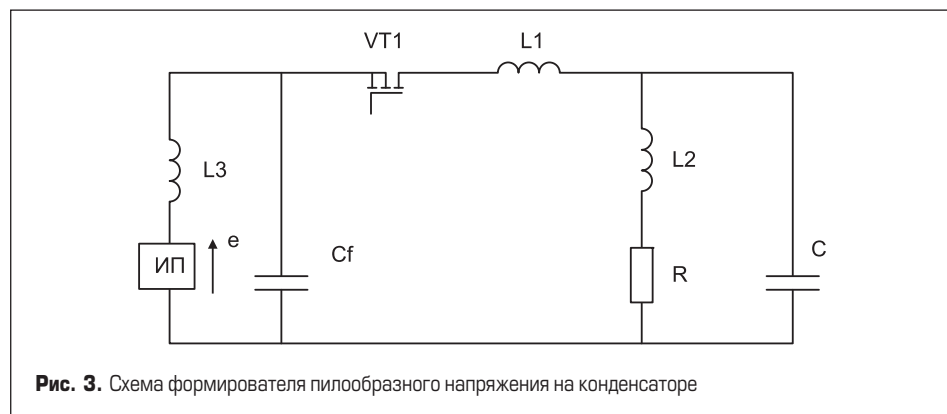 VT1
L1
L3
L2
e
ИП
Cf
R
C
Рис. 3. Схема формирователя пилообразного напряжения на конденсаторе